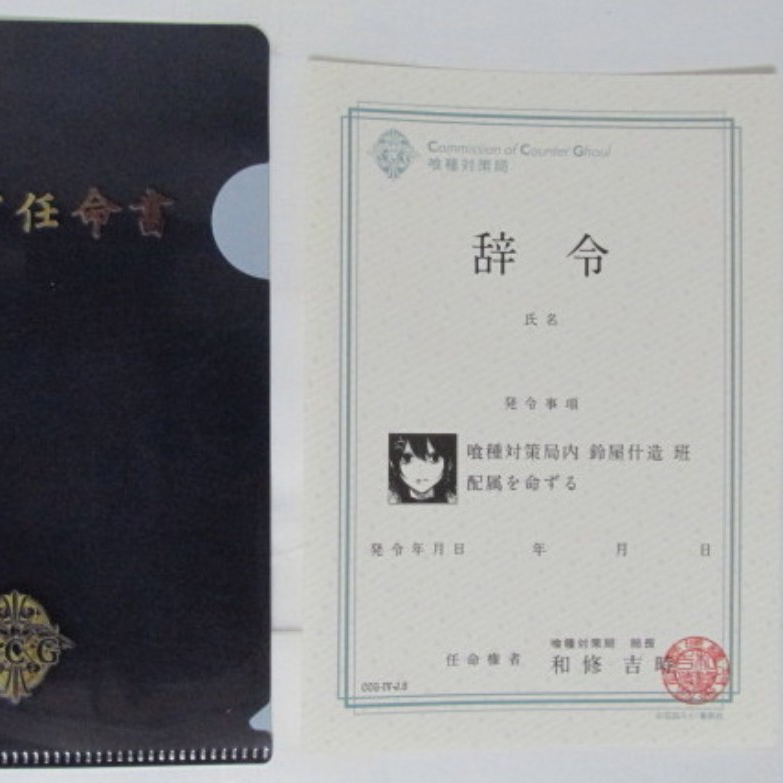 任命書
CCG
Commission of Counter Ghoul
喰種対策局
辞 令
氏名
発令事項
喰種対策局内 鈴屋什造 班
配属を命ずる
発令年月日 年 月 日
喰種対策局 局長
任命権者 和修 吉時